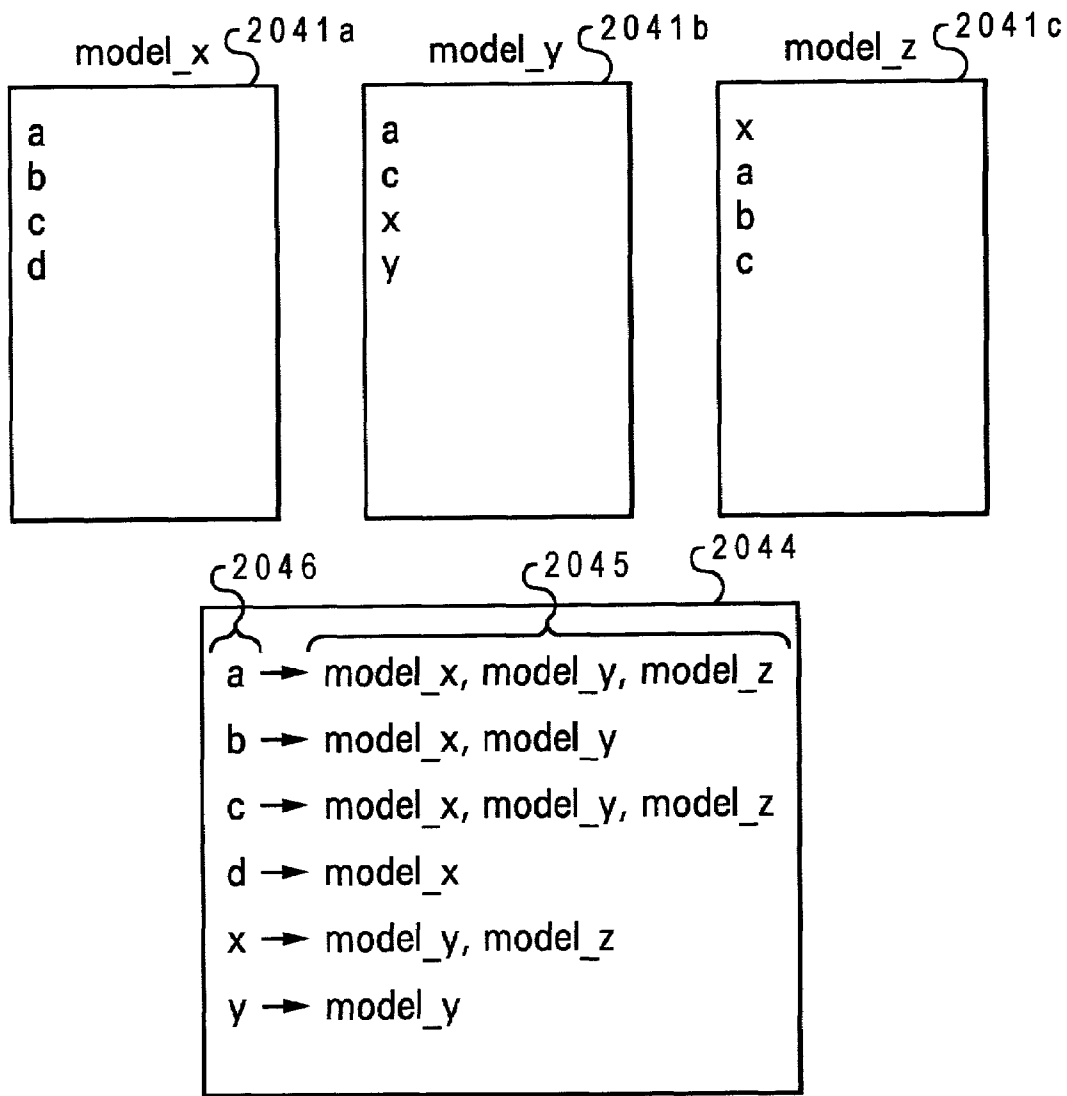 model_x 2041a
a
b
c
d
model_y 2041b
a
c
x
y
model_z 2041c
x
a
b
c
2046 2045 2044
a → model_x, model_y, model_z
b → model_x, model_y
c → model_x, model_y, model_z
d → model_x
x → model_y, model_z
y → model_y